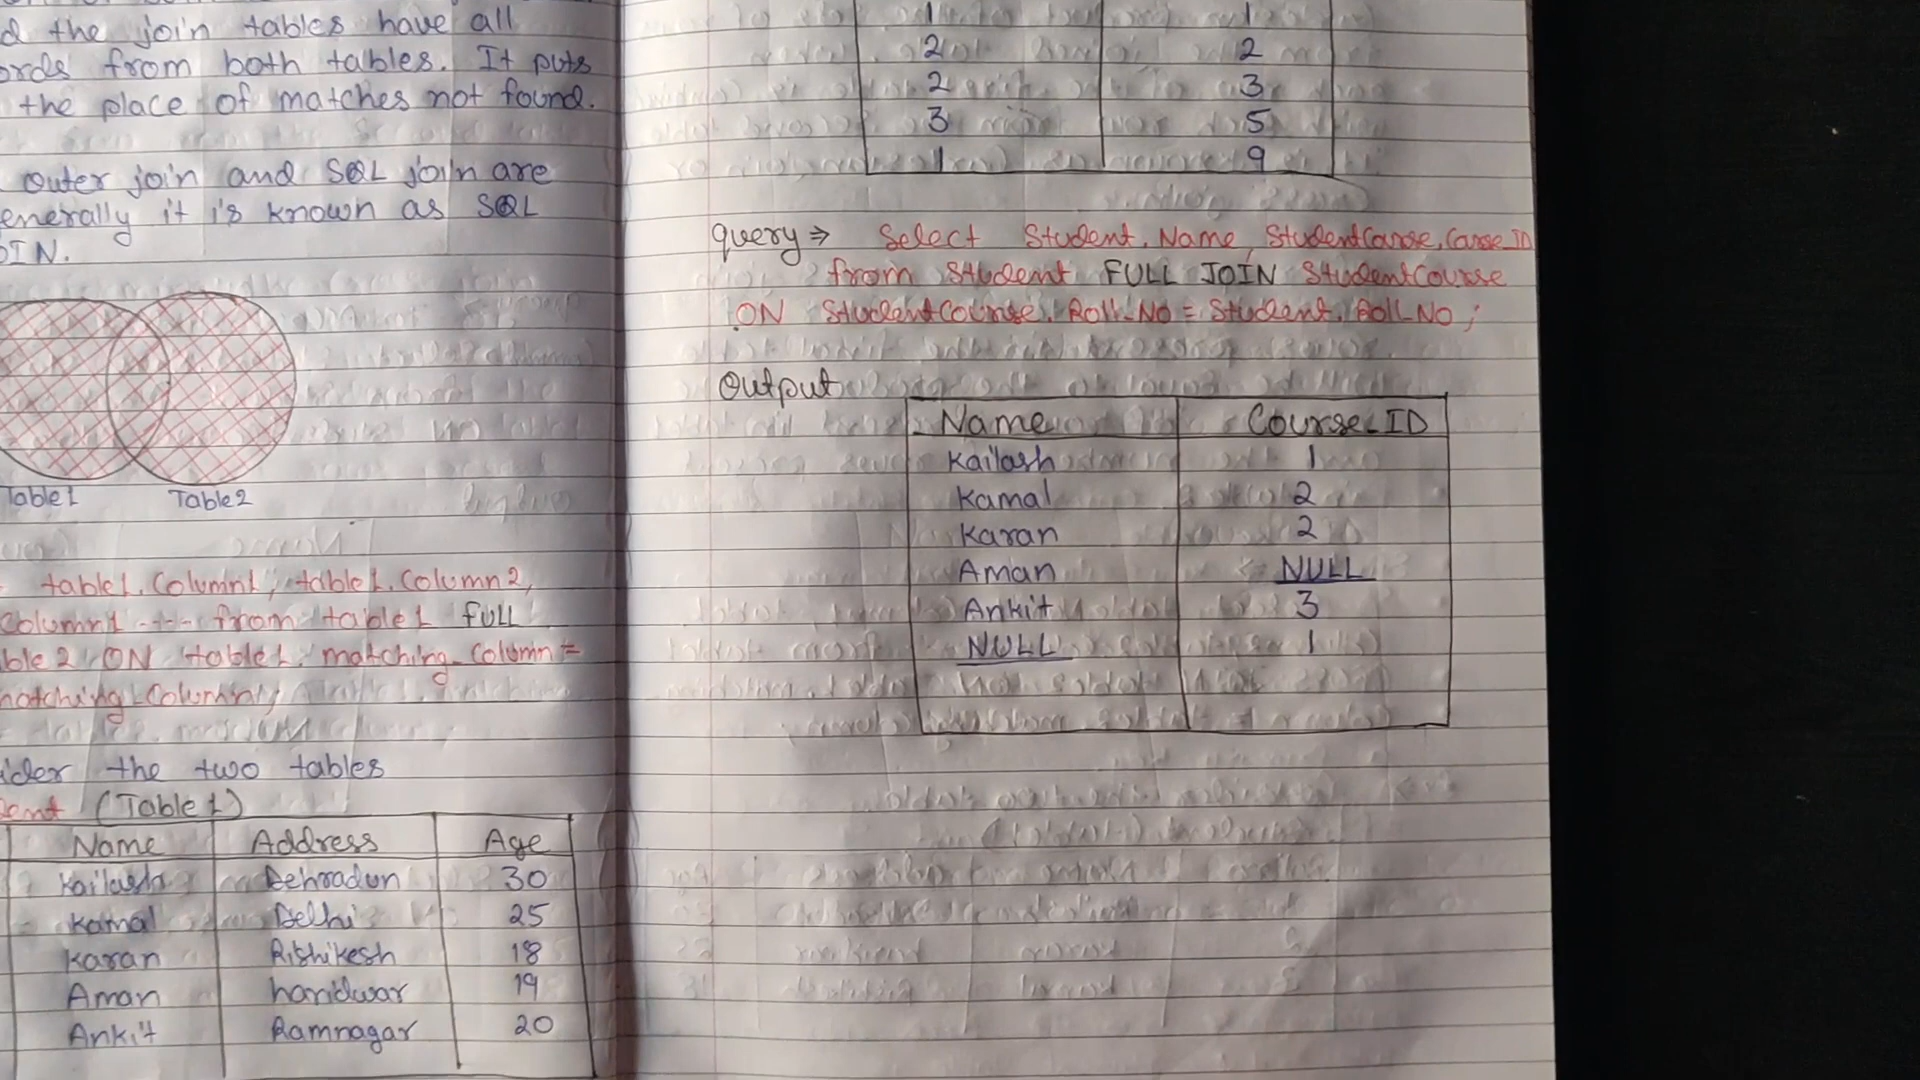 d the join tables have all
ords from both tables. It puts
the place of matches not found.
Outer join and SQL join are
enerally it is known as SQL
OIN.
Table1 Table2
table1.Column1, table1.Column2,
Column1 ---- from table1 FULL
ble2 ON table1.matching_Column=
matching_Column;
ider the two tables
dent (Table1)
Name Address Age
Kailash Dehradun 30
Kamal Delhi 25
Karan Rishikesh 18
Aman haridwar 19
Ankit Ramnagar 20
1 1
2 2
2 3
3 5
1 9
query⇒ Select Student.Name, StudentCourse.Course_ID
from Student FULL JOIN StudentCourse
ON StudentCourse.Roll_No = Student.Roll_No;
Output
Name Course_ID
Kailash 1
Kamal 2
Karan 2
Aman NULL
Ankit 3
NULL 1